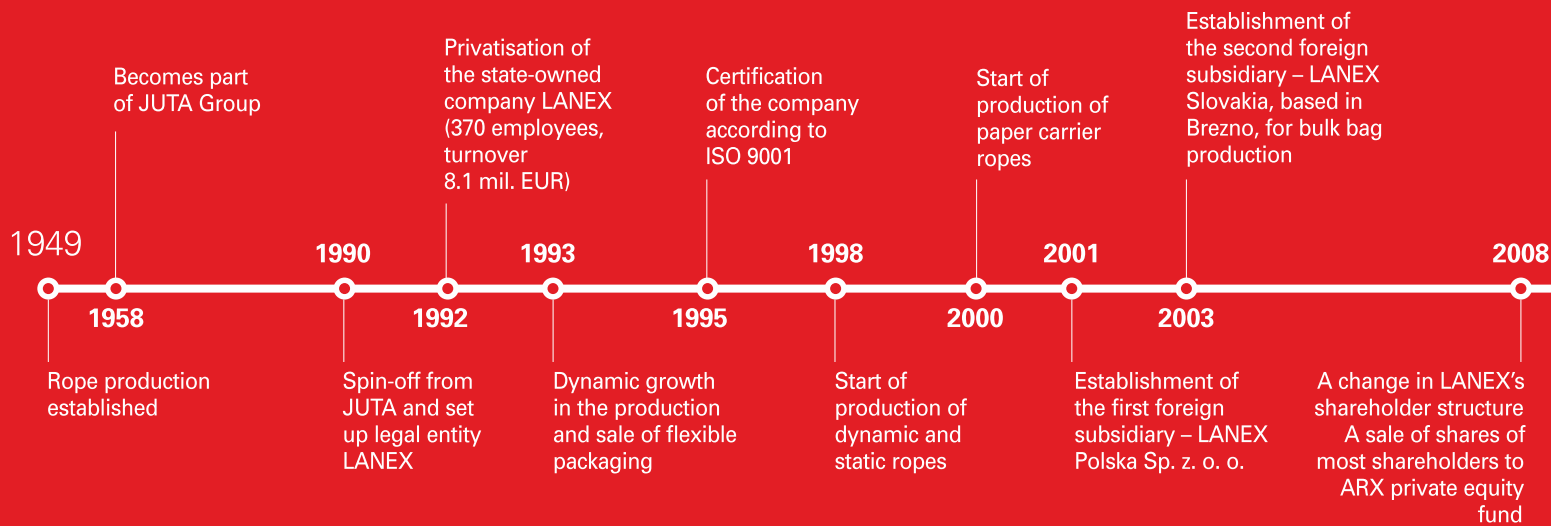 1949
Rope production
established
Becomes part
of JUTA Group
1958
1990
Spin-off from
JUTA and set
up legal entity
LANEX
Privatisation of
the state-owned
company LANEX
(370 employees,
turnover
8.1 mil. EUR)
1992
1993
Dynamic growth
in the production
and sale of flexible
packaging
Certification
of the company
according to
ISO 9001
1995
1998
Start of
production of
dynamic and
static ropes
Start of
production of
paper carrier
ropes
2000
2001
Establishment of
the first foreign
subsidiary – LANEX
Polska Sp. z. o. o.
Establishment of
the second foreign
subsidiary – LANEX
Slovakia, based in
Brezno, for bulk bag
production
2003
2008
A change in LANEX’s
shareholder structure
A sale of shares of
most shareholders to
ARX private equity
fund